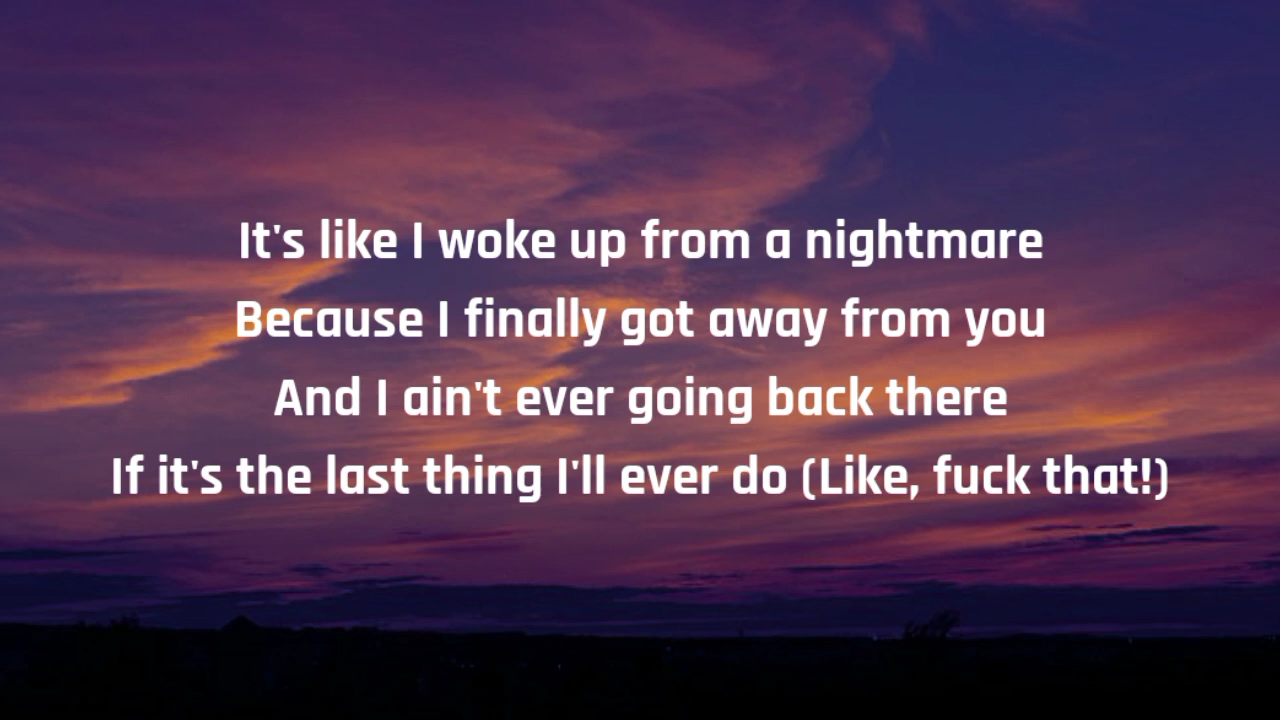 It's like I woke up from a nightmare
Because I finally got away from you
And I ain't ever going back there
If it's the last thing I'll ever do (Like, fuck that!)